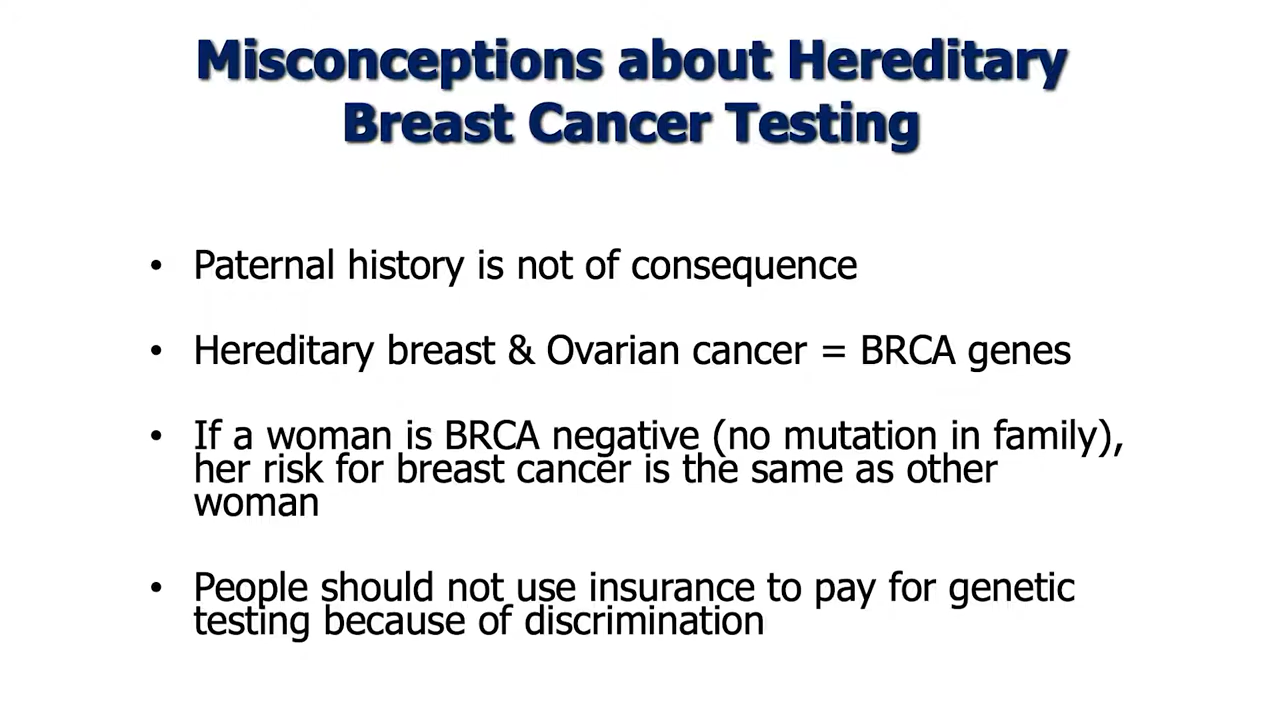 Misconceptions about Hereditary
Breast Cancer Testing
• Paternal history is not of consequence
• Hereditary breast & Ovarian cancer = BRCA genes
• If a woman is BRCA negative (no mutation in family),
her risk for breast cancer is the same as other
woman
• People should not use insurance to pay for genetic
testing because of discrimination